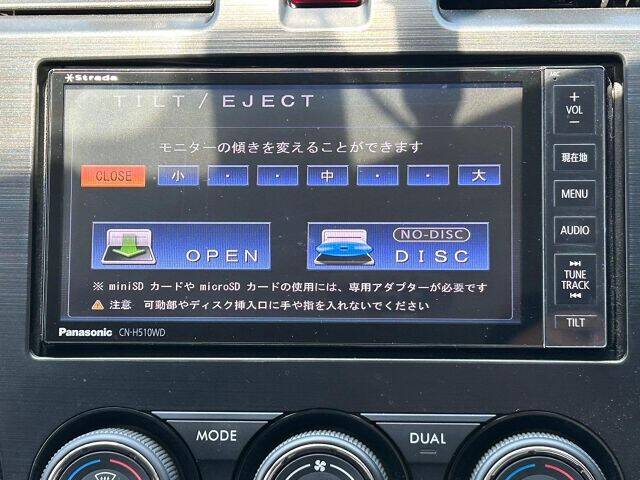 Strada
TILT / EJECT
モニターの傾きを変えることができます
CLOSE 小 ・ ・ 中 ・ ・ 大
OPEN
NO-DISC
DISC
※ miniSD カードや microSD カードの使用には、専用アダプターが必要です
注意 可動部やディスク挿入口に手や指を入れないでください
Panasonic CN-H510WD
MIC
+
VOL
−
現在地
MENU
AUDIO
TUNE
TRACK
TILT
MODE
DUAL